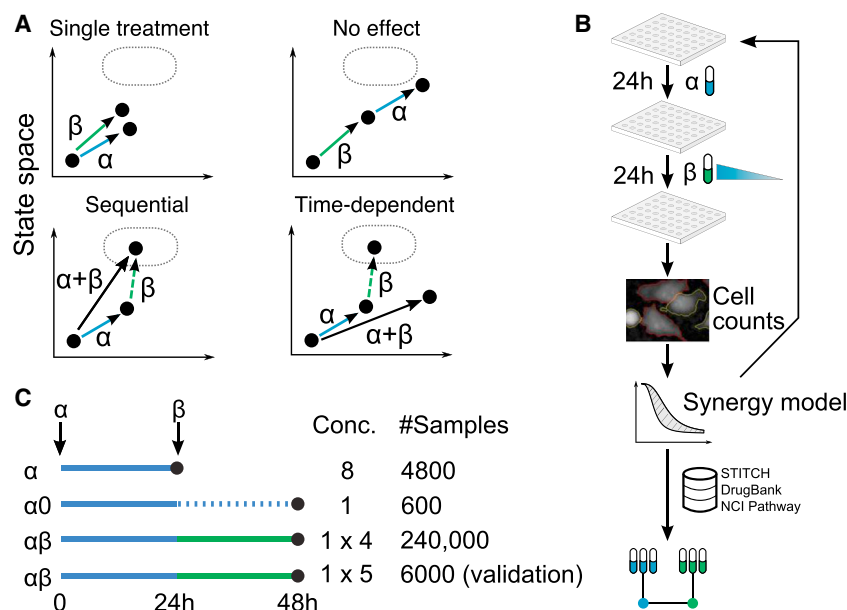 A
Single treatment
No effect
β
α
β
α
State space
Sequential
Time-dependent
α+β
β
α
β
α
α+β
B
24h
α
24h
β
Cell
counts
Synergy model
STITCH
DrugBank
NCI Pathway
C
α
β
Conc.
#Samples
α
8
4800
α0
1
600
αβ
1 x 4
240,000
αβ
1 x 5
6000 (validation)
0
24h
48h